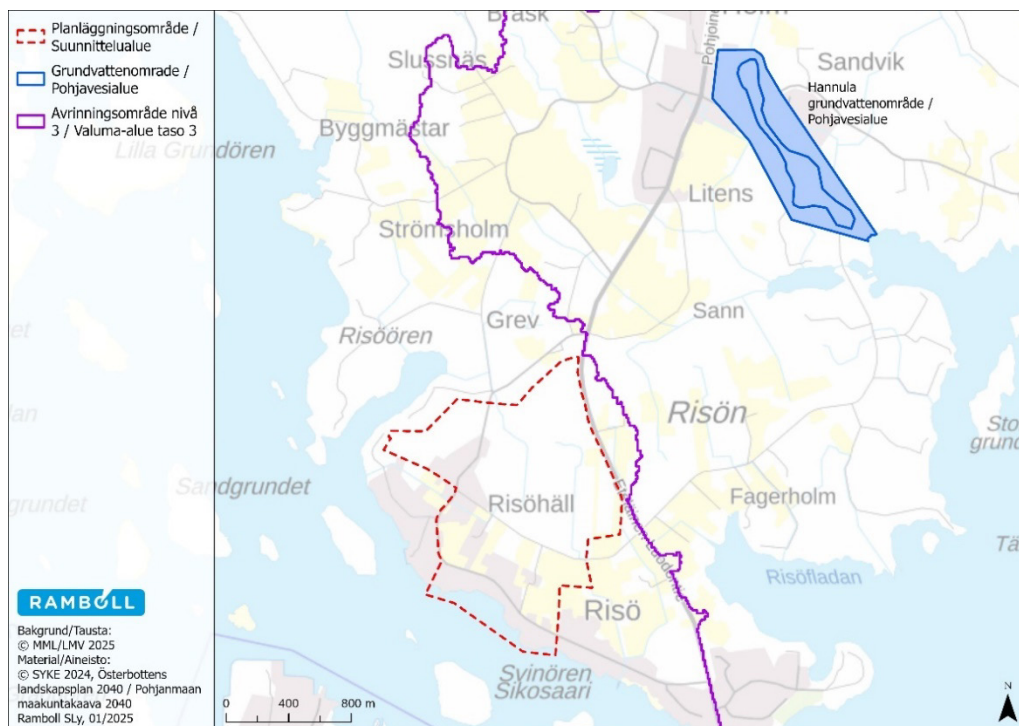 Planläggningsområde /
Suunnittelualue
Grundvattenomrade /
Pohjavesialue
Avrinningsområde nivå
3 / Valuma-alue taso 3
Slussnäs
Byggmästar
Lilla Grundören
Strömsholm
Sandvik
Hannula
grundvattenområde /
Pohjavesialue
Litens
Grev
Sann
Risöören
Risön
Sandgrundet
Risöhäll
Fagerholm
Risöfladan
Risö
Svinören
Sikosaari
grundet
RAMBOLL
Bakgrund/Tausta:
© MML/LMV 2025
Material/Aineisto:
© SYKE 2024, Österbottens
landskapsplan 2040 / Pohjanmaan
maakuntakaava 2040
Ramboll SLy, 01/2025
0 400 800 m
N